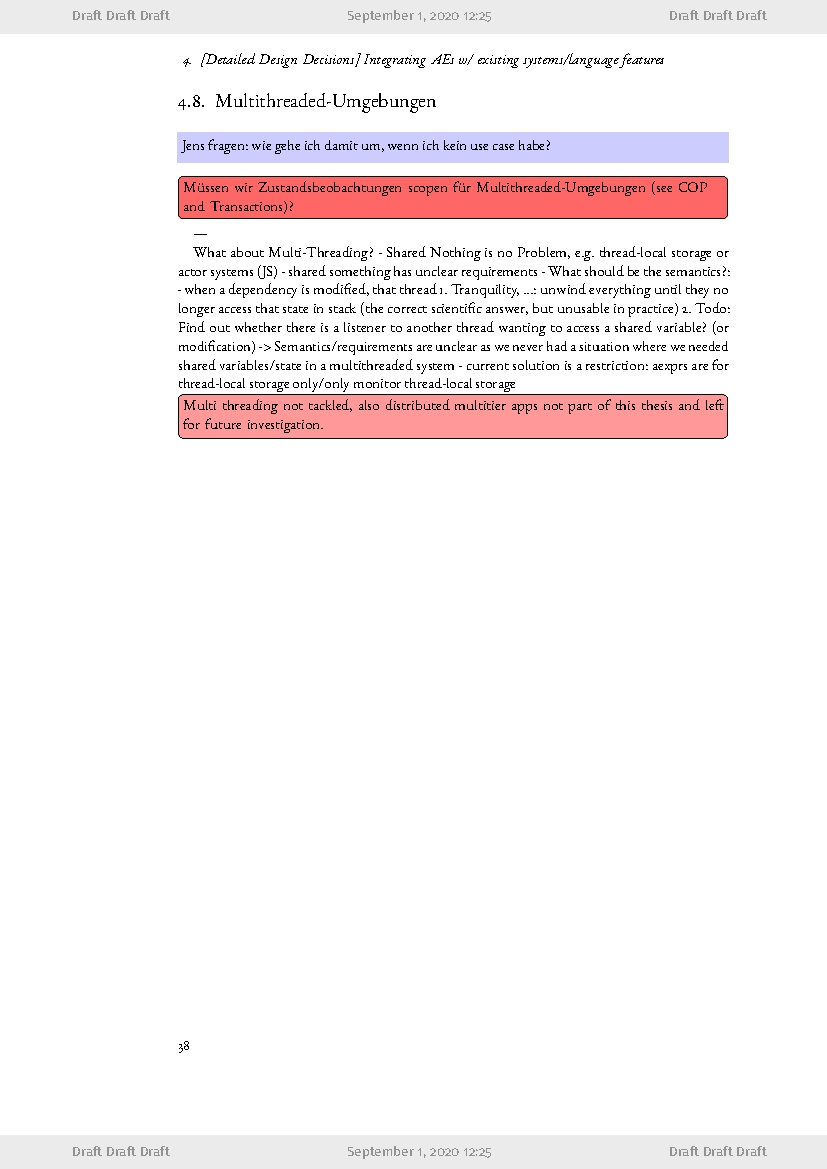 Draft Draft Draft September 1, 2020 12:25 Draft Draft Draft
4. [Detailed Design Decisions] Integrating AEs w/ existing systems/language features
4.8. Multithreaded-Umgebungen
Jens fragen: wie gehe ich damit um, wenn ich kein use case habe?
Müssen wir Zustandsbeobachtungen scopen für Multithreaded-Umgebungen (see COP
and Transactions)?
—
What about Multi-Threading? - Shared Nothing is no Problem, e.g. thread-local storage or
actor systems (JS) - shared something has unclear requirements - What should be the semantics?:
- when a dependency is modified, that thread 1. Tranquility, ...: unwind everything until they no
longer access that state in stack (the correct scientific answer, but unusable in practice) 2. Todo:
Find out whether there is a listener to another thread wanting to access a shared variable? (or
modification) -> Semantics/requirements are unclear as we never had a situation where we needed
shared variables/state in a multithreaded system - current solution is a restriction: aexprs are for
thread-local storage only/only monitor thread-local storage
Multi threading not tackled, also distributed multitier apps not part of this thesis and left
for future investigation.
38
Draft Draft Draft September 1, 2020 12:25 Draft Draft Draft